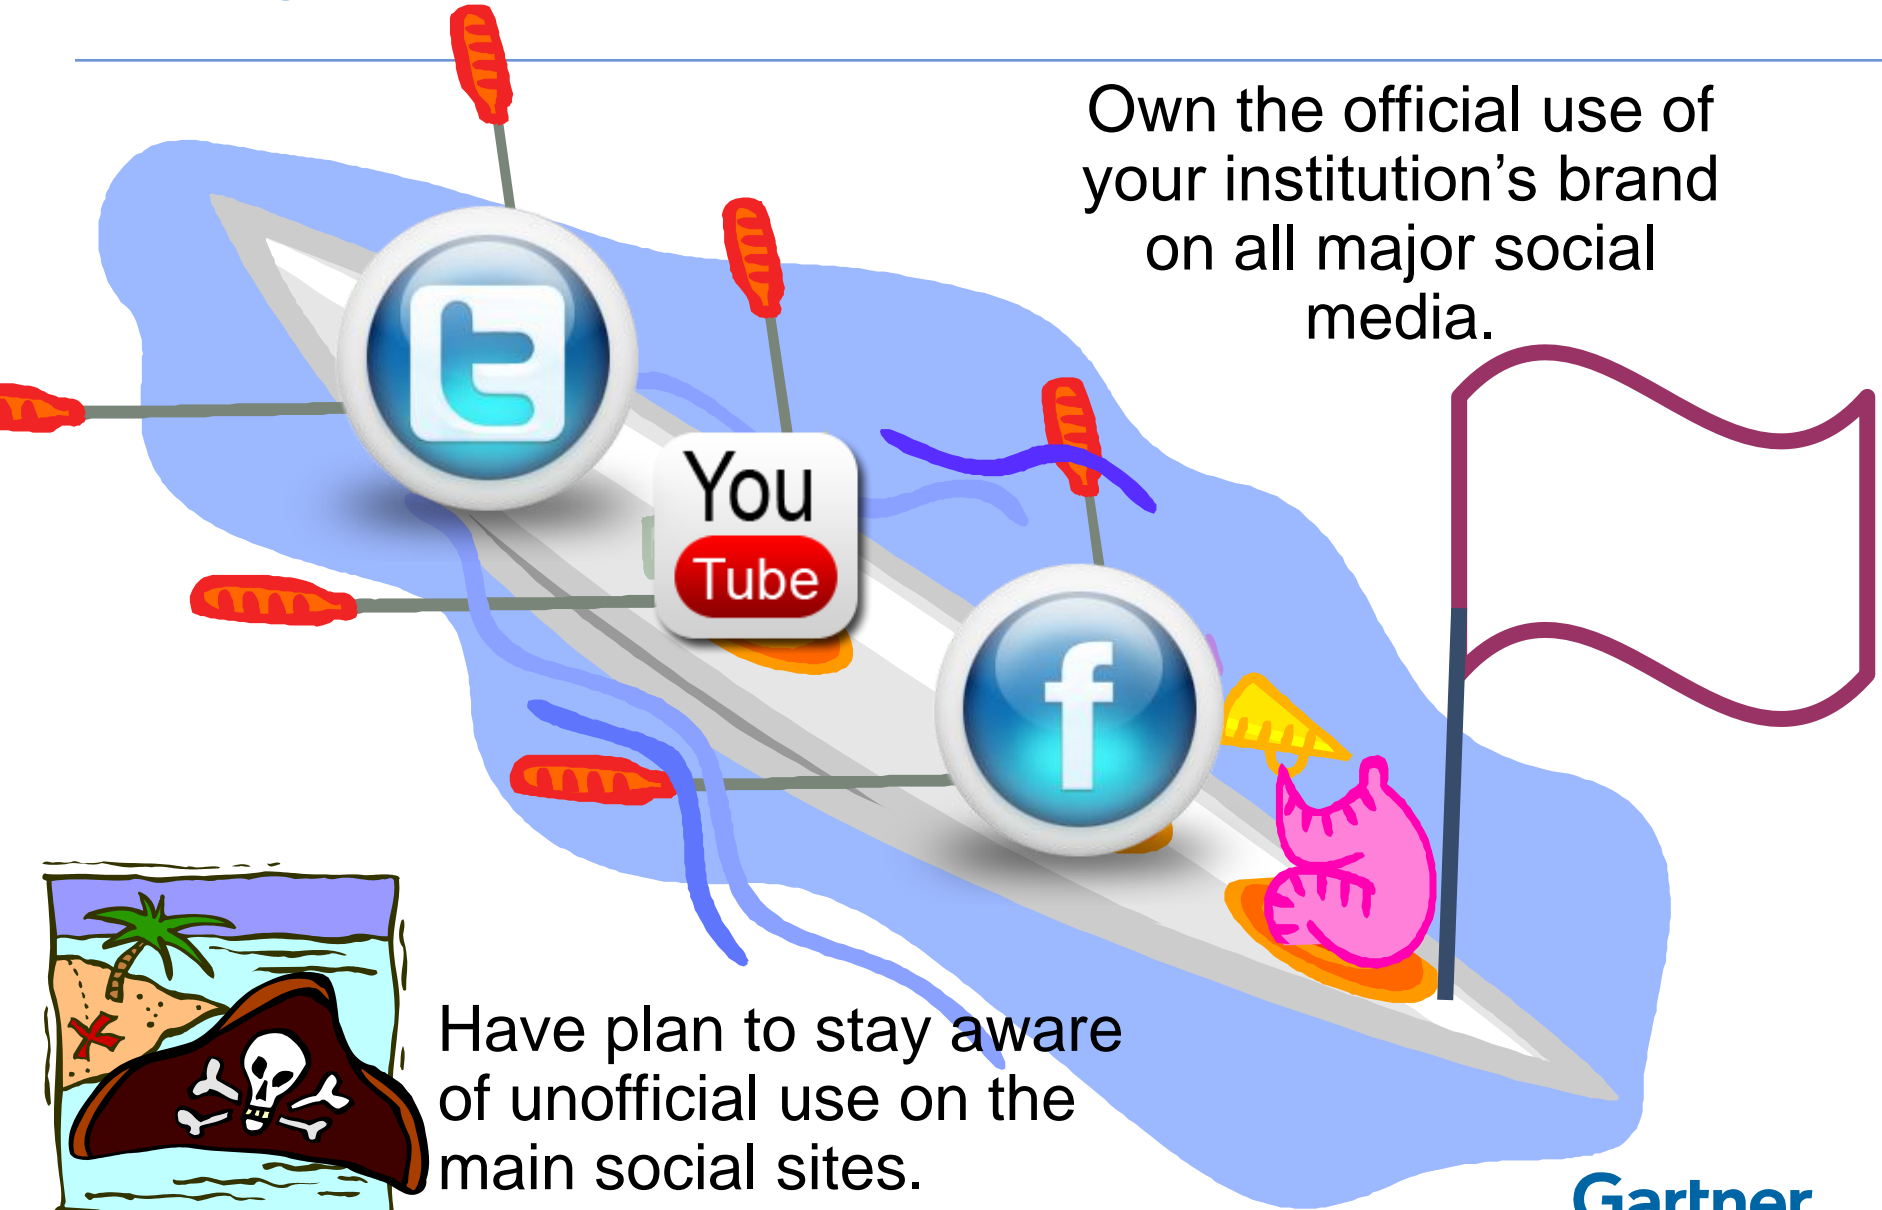 Own the official use of
your institution’s brand
on all major social
media.
t
You
Tube
f
Have plan to stay aware
of unofficial use on the
main social sites.
Gartner